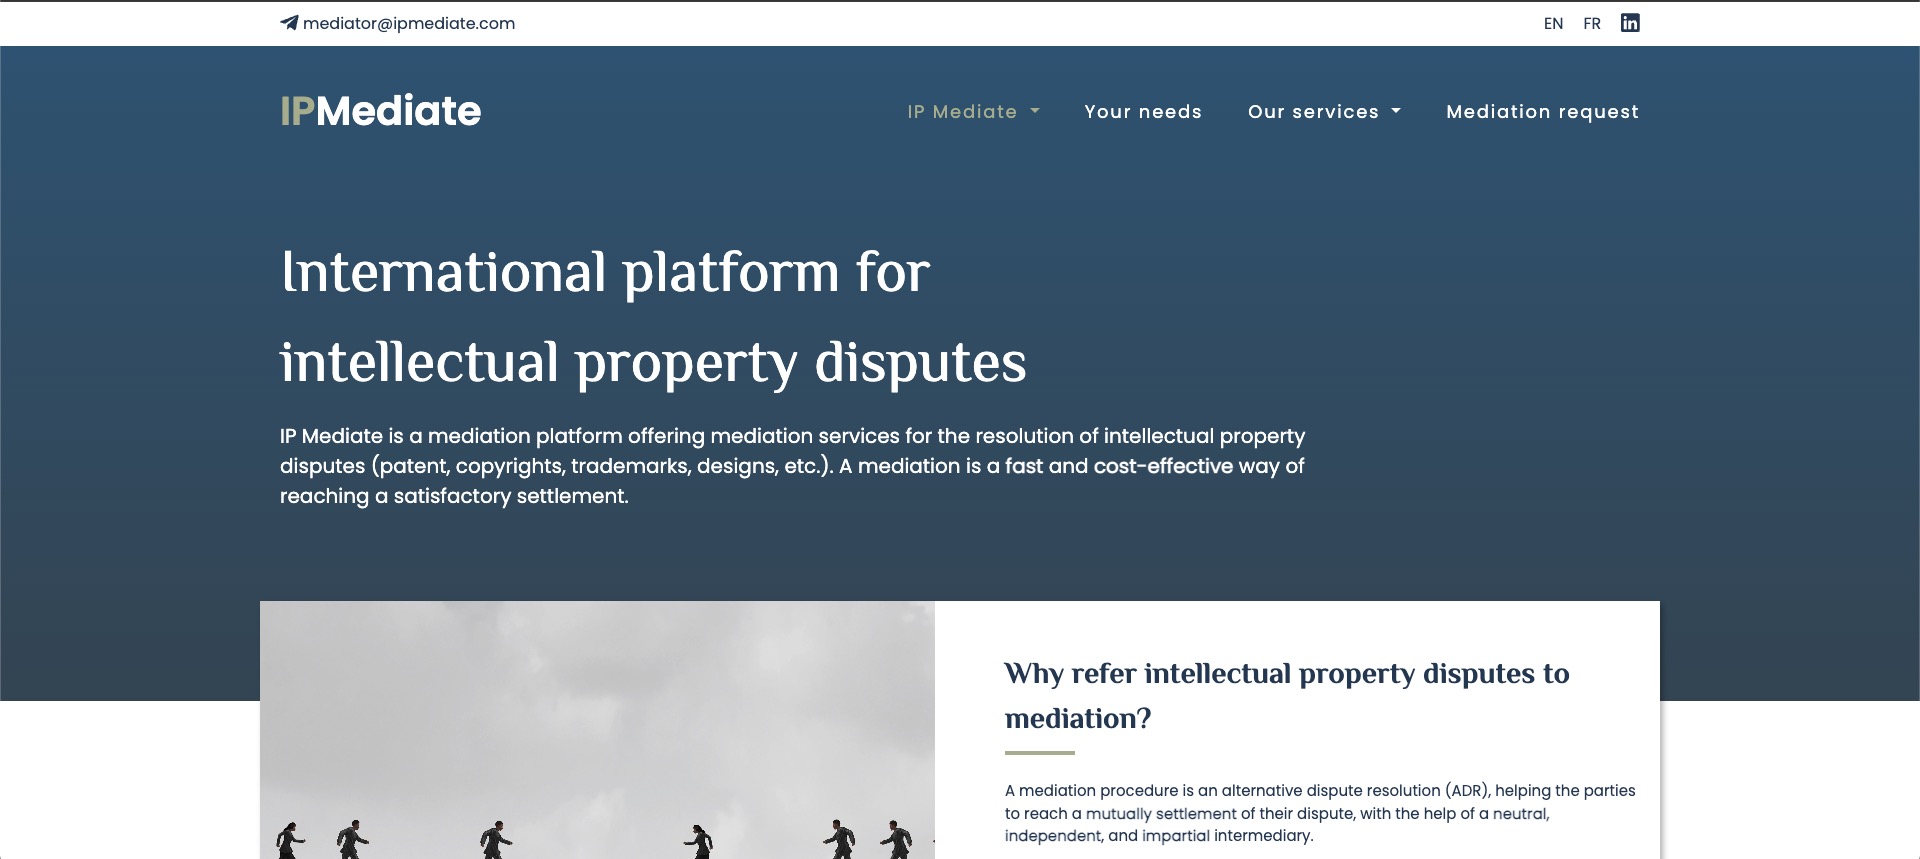 mediator@ipmediate.com
EN FR in
IPMediate
IP Mediate Your needs Our services Mediation request
International platform for
intellectual property disputes
IP Mediate is a mediation platform offering mediation services for the resolution of intellectual property
disputes (patent, copyrights, trademarks, designs, etc.). A mediation is a fast and cost-effective way of
reaching a satisfactory settlement.
Why refer intellectual property disputes to
mediation?
A mediation procedure is an alternative dispute resolution (ADR), helping the parties
to reach a mutually settlement of their dispute, with the help of a neutral,
independent, and impartial intermediary.